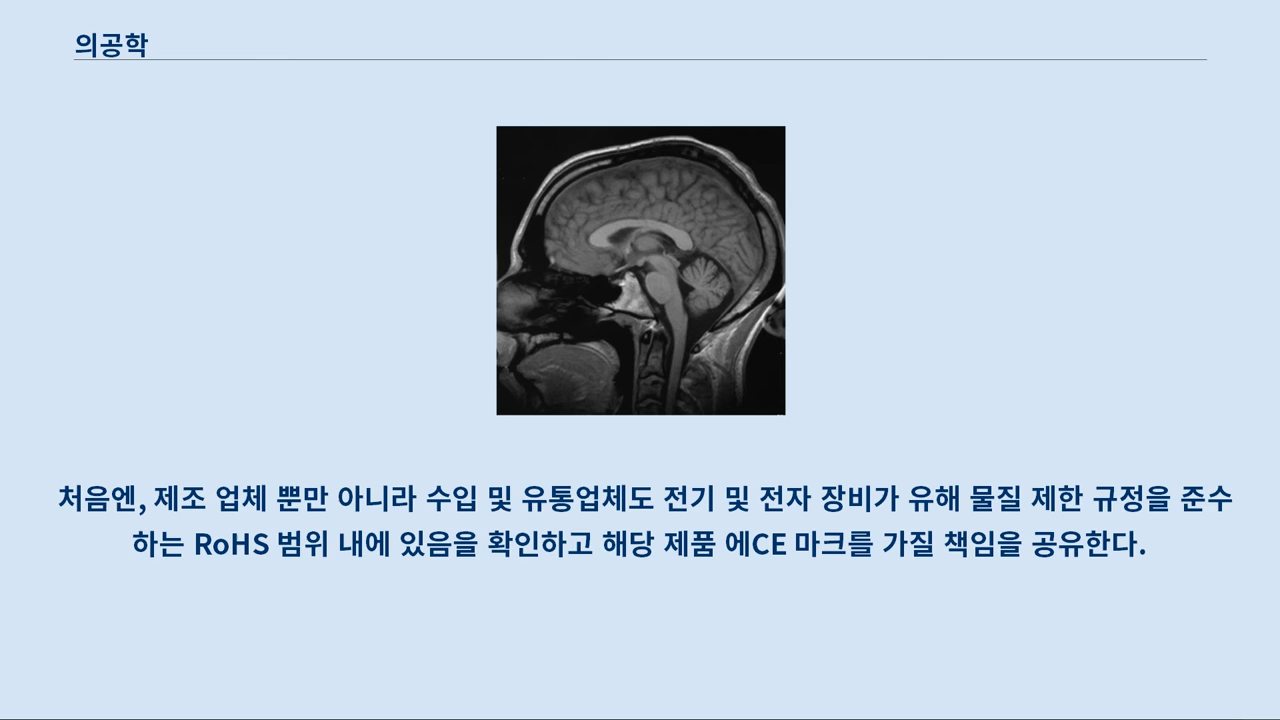 의공학
처음엔, 제조 업체 뿐만 아니라 수입 및 유통업체도 전기 및 전자 장비가 유해 물질 제한 규정을 준수
하는 RoHS 범위 내에 있음을 확인하고 해당 제품 에CE 마크를 가질 책임을 공유한다.